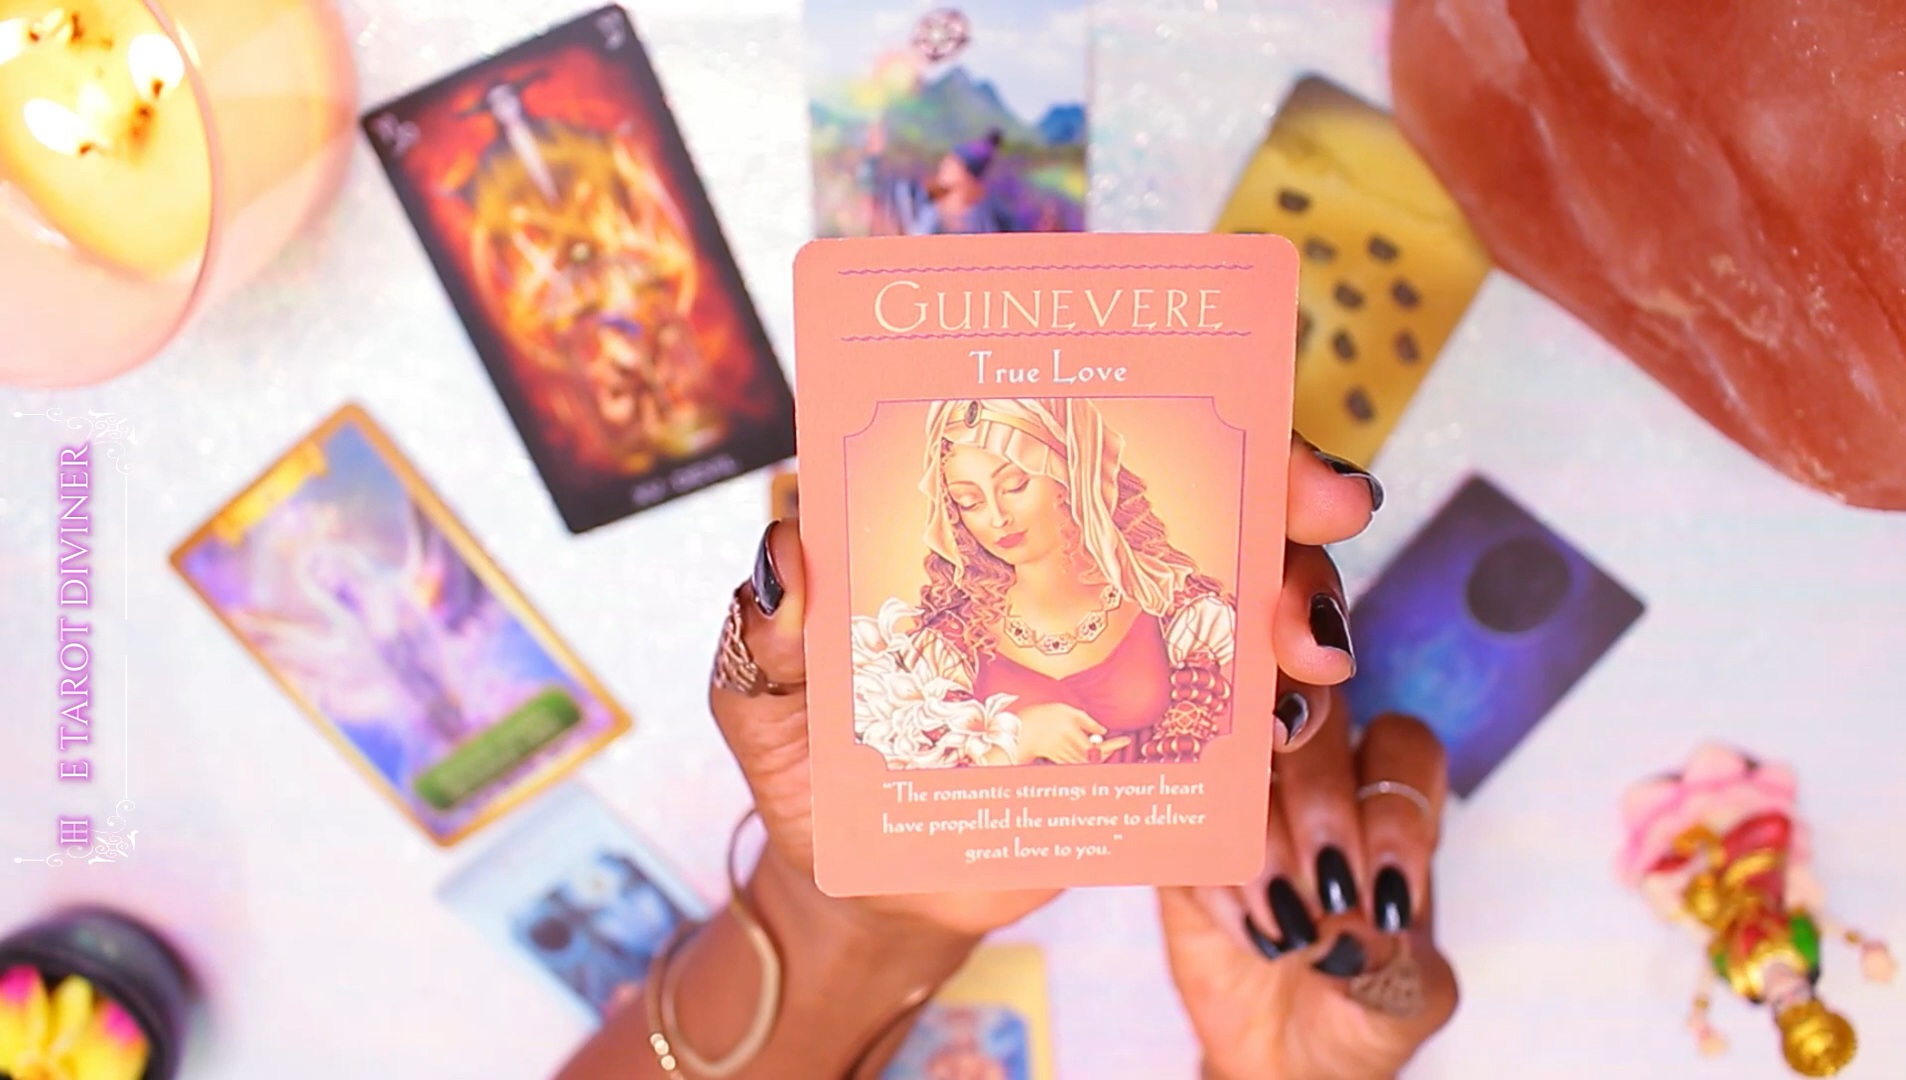 GUINEVERE
True Love
"The romantic stirrings in your heart
have propelled the universe to deliver
great love to you."
E TAROT DIVINER